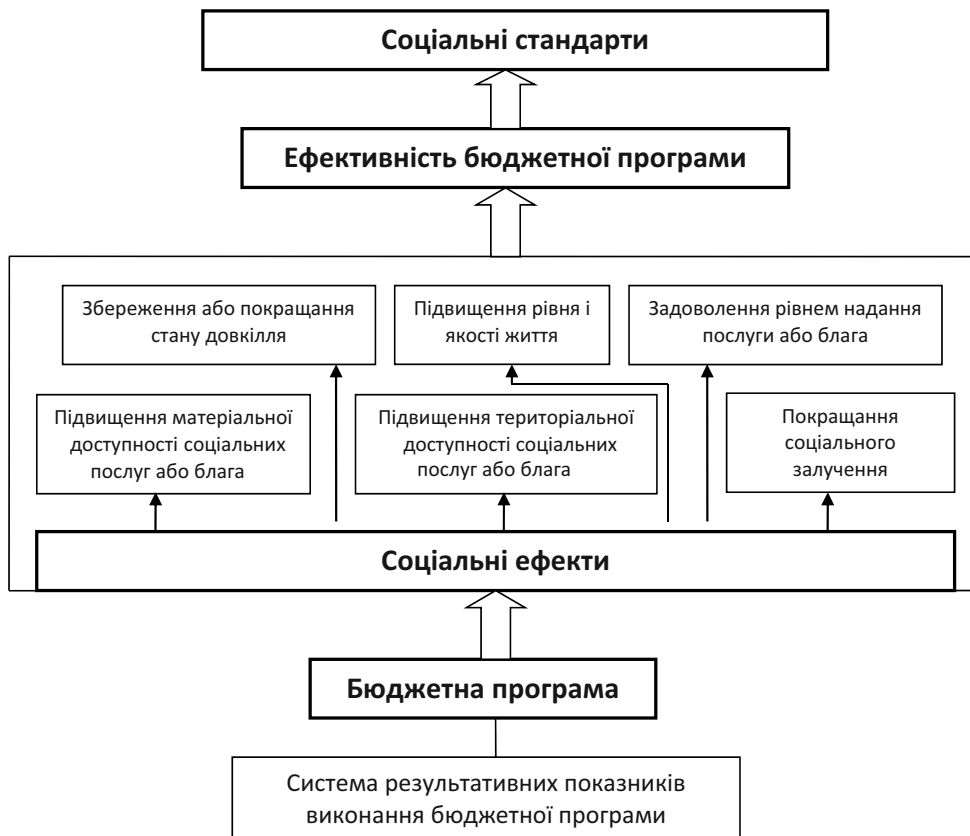 Соціальні стандарти
Ефективність бюджетної програми
Збереження або покращання
стану довкілля
Підвищення рівня і
якості життя
Задоволення рівнем надання
послуги або блага
Підвищення матеріальної
доступності соціальних
послуг або блага
Підвищення територіальної
доступності соціальних
послуг або блага
Покращання
соціального
залучення
Соціальні ефекти
Бюджетна програма
Система результативних показників
виконання бюджетної програми